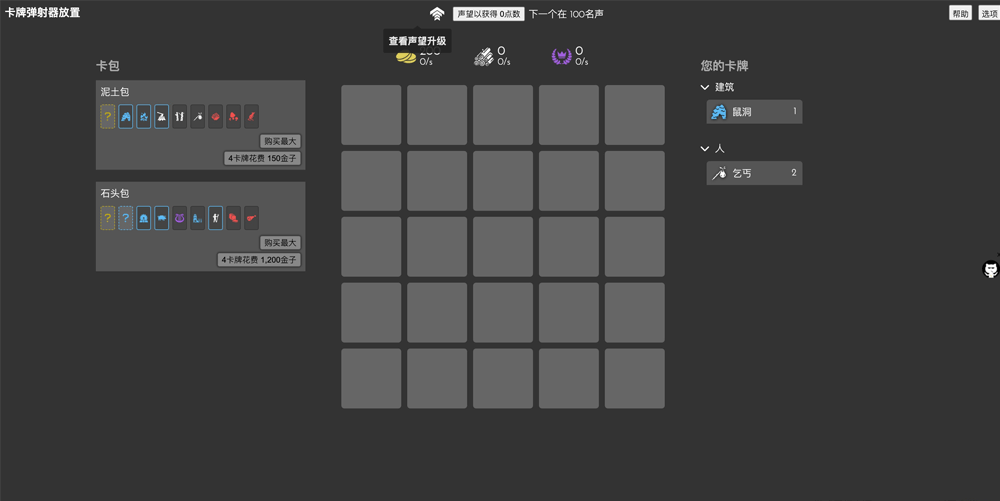 卡牌弹射器放置
声望以获得 0点数
下一个在 100名声
帮助
选项
查看声望升级
0/s
0
0/s
0
0/s
卡包
泥土包
?
购买最大
4卡牌花费 150金子
石头包
? ?
购买最大
4卡牌花费 1,200金子
您的卡牌
建筑
鼠洞 1
人
乞丐 2